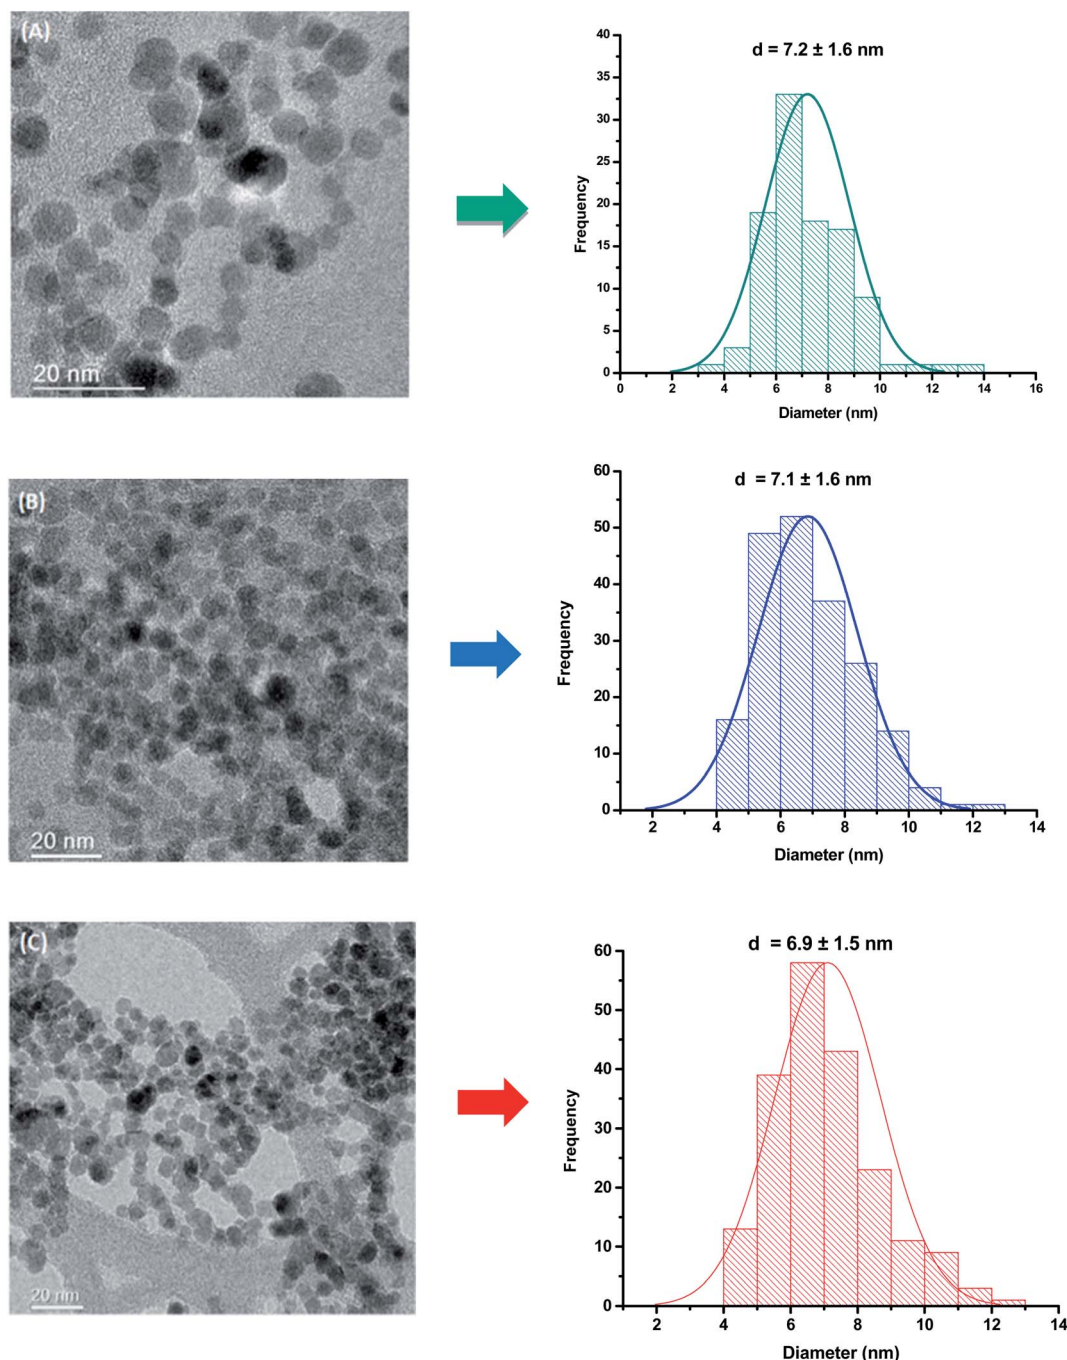 (A)
20 nm
d = 7.2 ± 1.6 nm
Frequency
40
35
30
25
20
15
10
5
0
0 2 4 6 8 10 12 14 16
Diameter (nm)
(B)
20 nm
d = 7.1 ± 1.6 nm
Frequency
60
50
40
30
20
10
0
2 4 6 8 10 12 14
Diameter (nm)
(C)
20 nm
d = 6.9 ± 1.5 nm
Frequency
60
50
40
30
20
10
0
2 4 6 8 10 12 14
Diameter (nm)